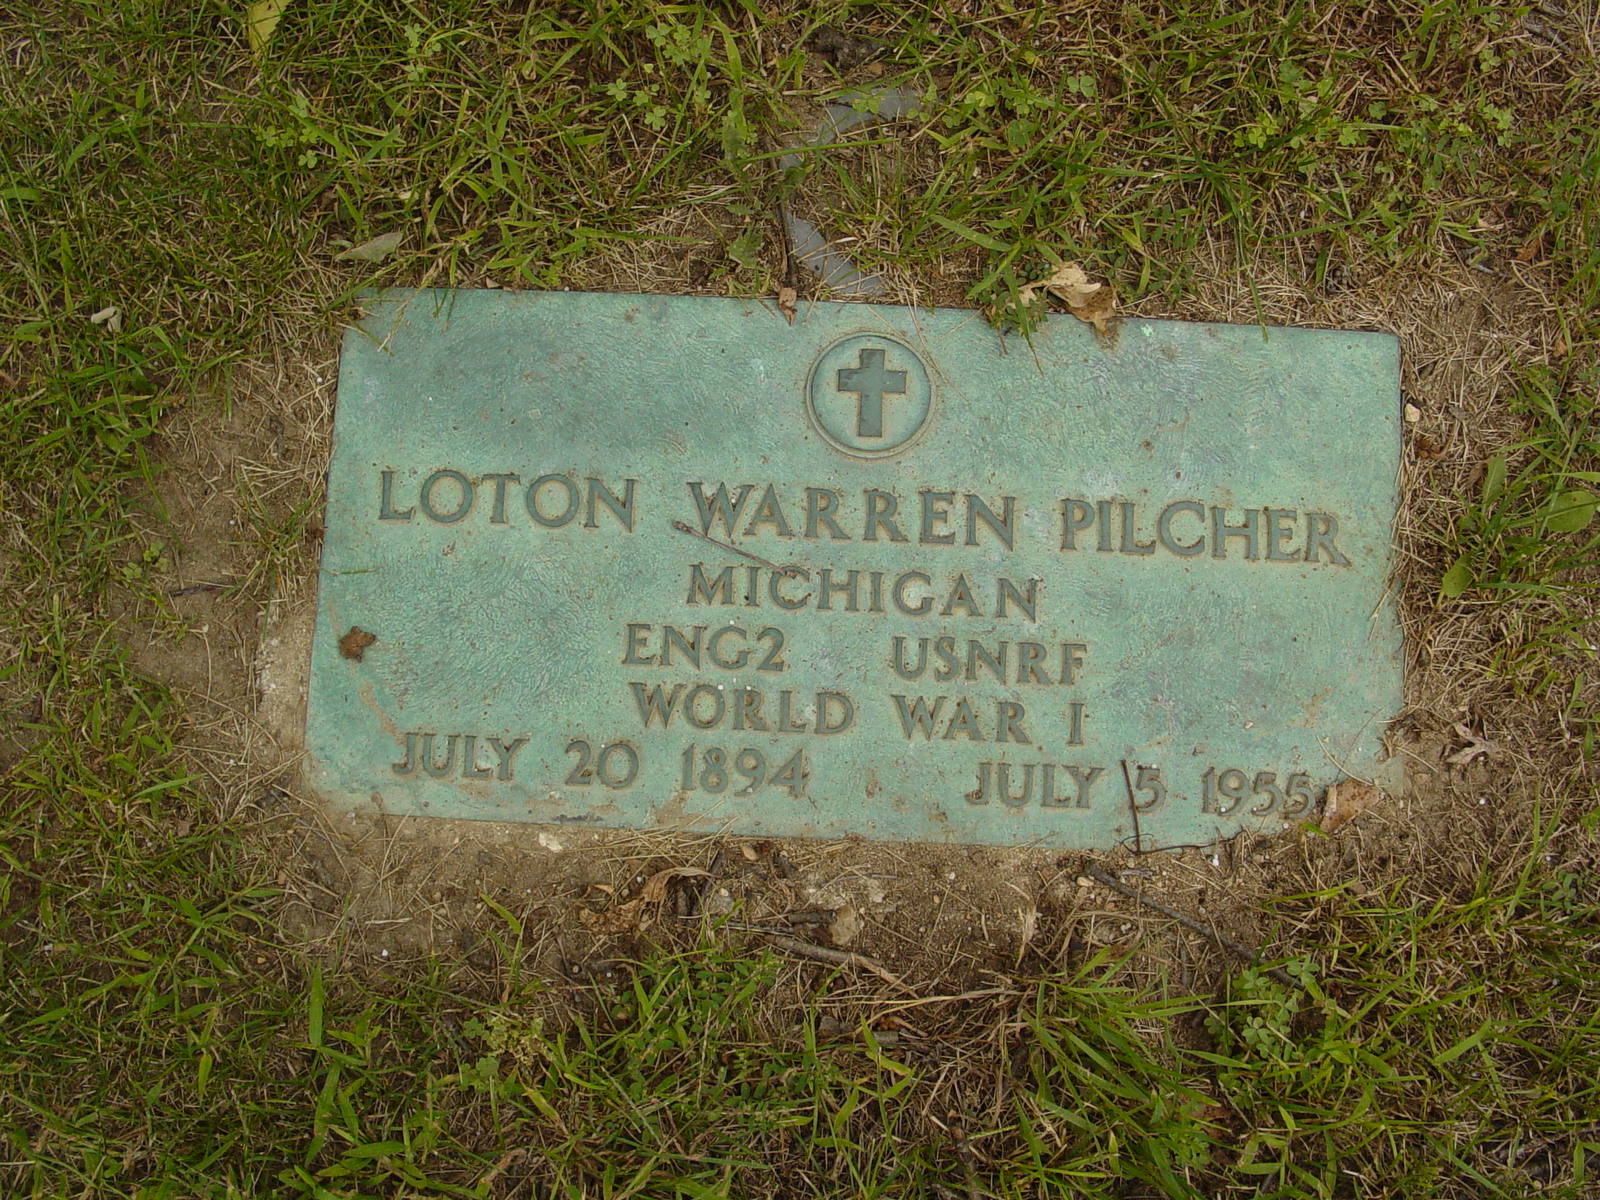 LOTON WARREN PILCHER
MICHIGAN
ENG2 USNRF
WORLD WAR I
JULY 20 1894 JULY 5 1955